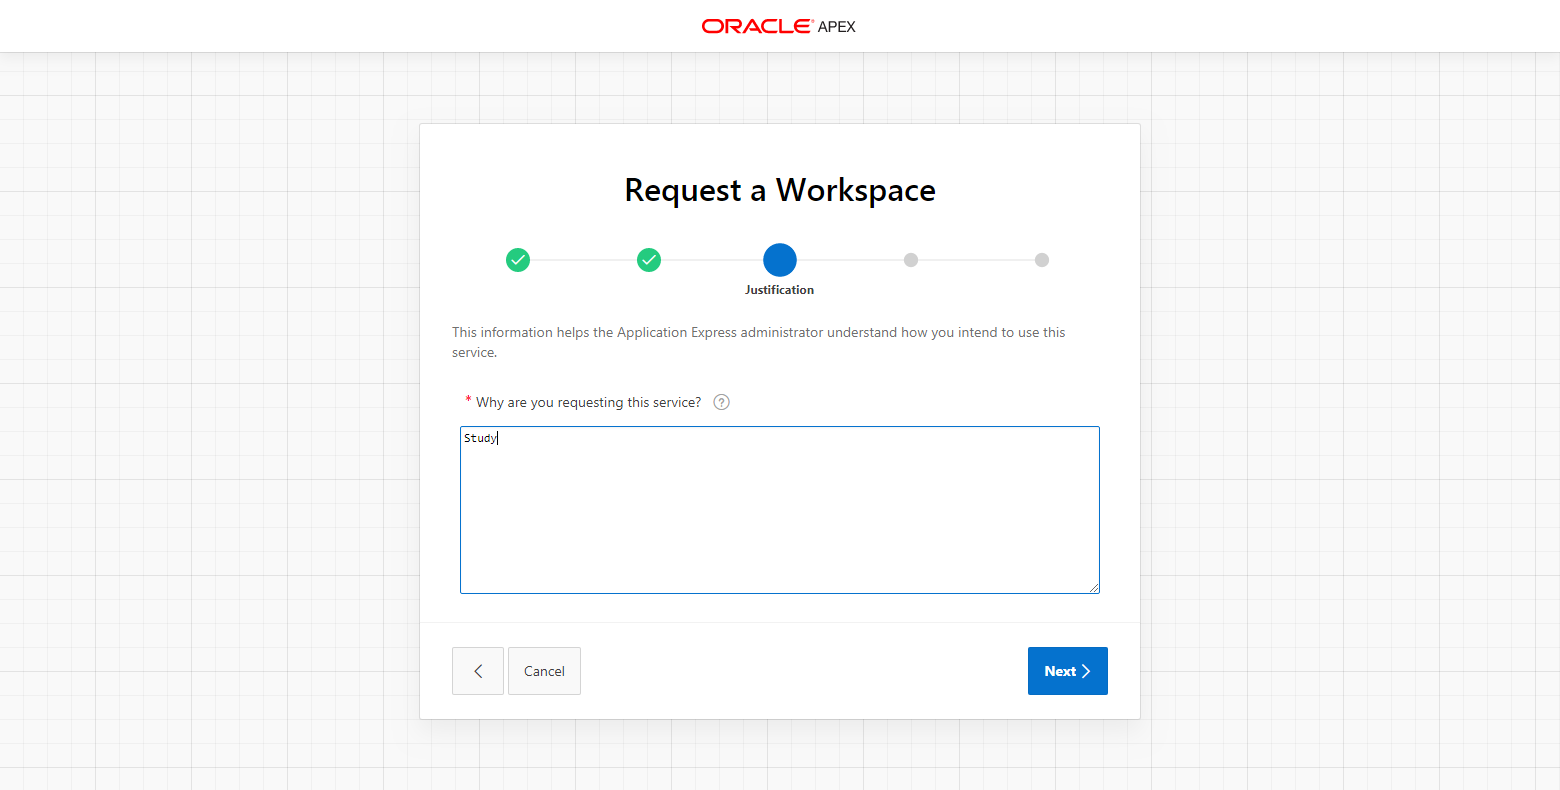 ORACLE APEX
Request a Workspace
Justification
This information helps the Application Express administrator understand how you intend to use this
service.
* Why are you requesting this service? ?
Study
Cancel
Next